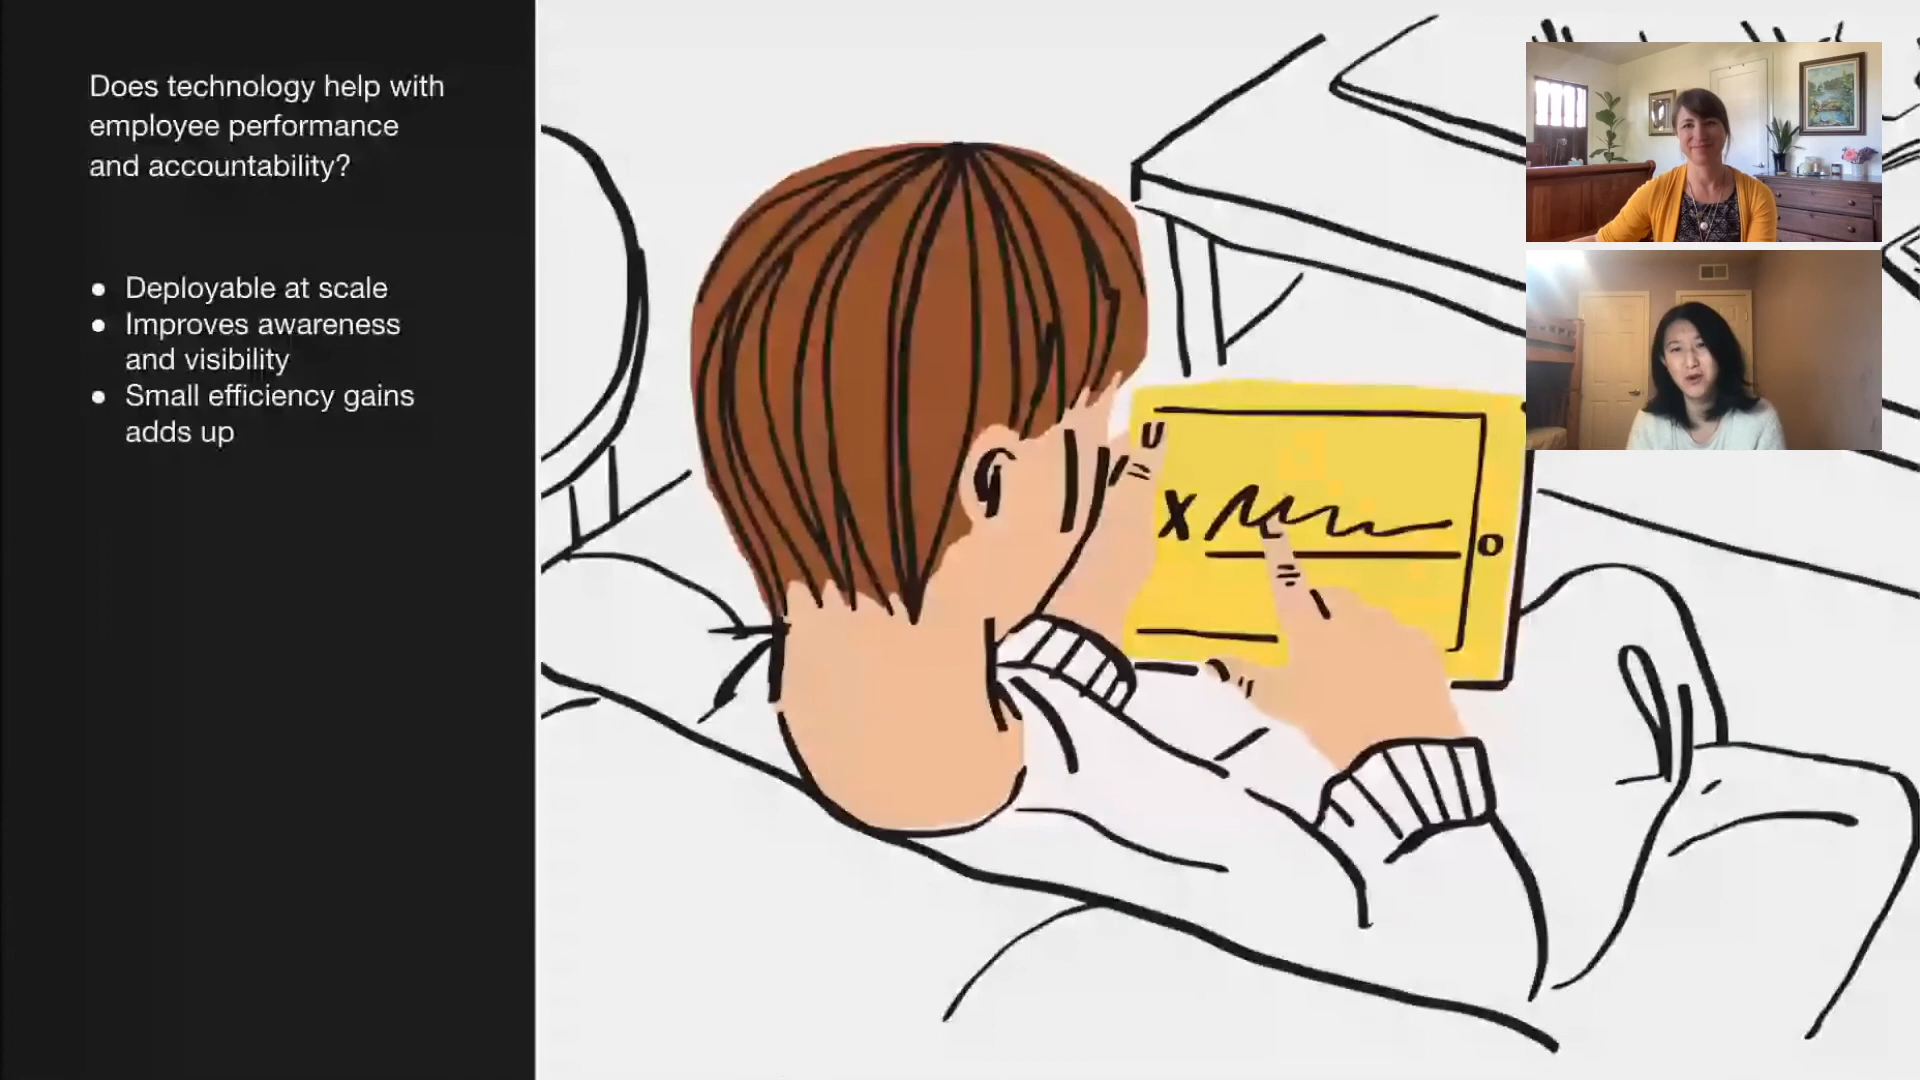 Does technology help with
employee performance
and accountability?
● Deployable at scale
● Improves awareness
and visibility
● Small efficiency gains
adds up
X